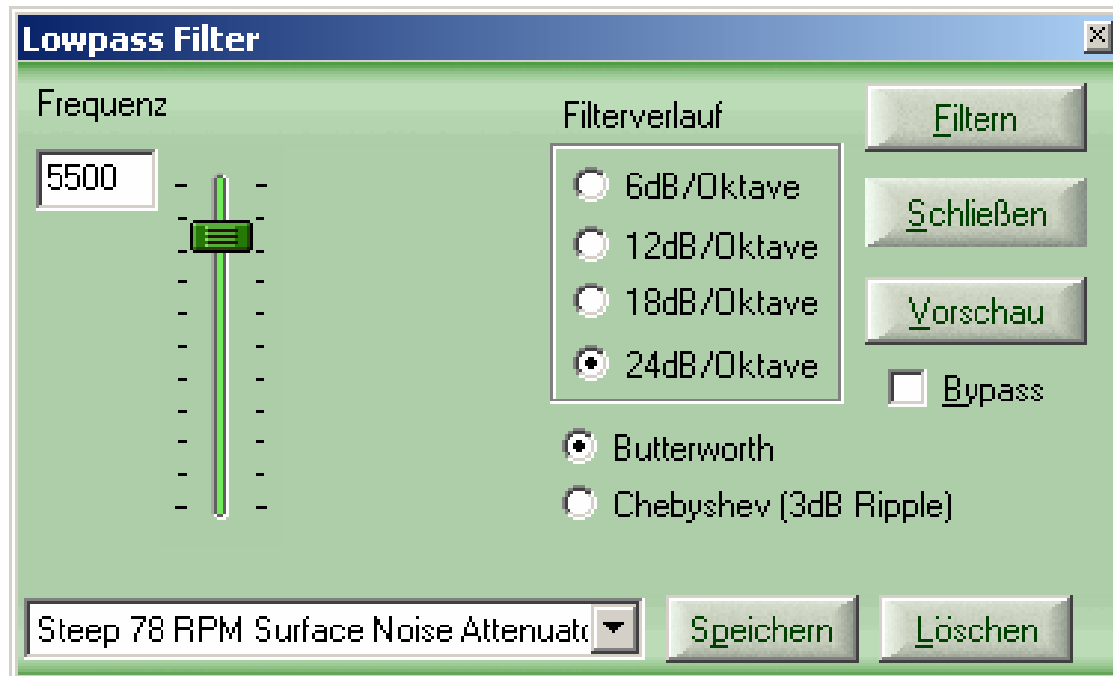 Lowpass Filter
Frequenz
5500
Filterverlauf
6dB/Oktave
12dB/Oktave
18dB/Oktave
24dB/Oktave
Butterworth
Chebyshev (3dB Ripple)
Filtern
Schließen
Vorschau
Bypass
Steep 78 RPM Surface Noise Attenuato
Speichern
Löschen